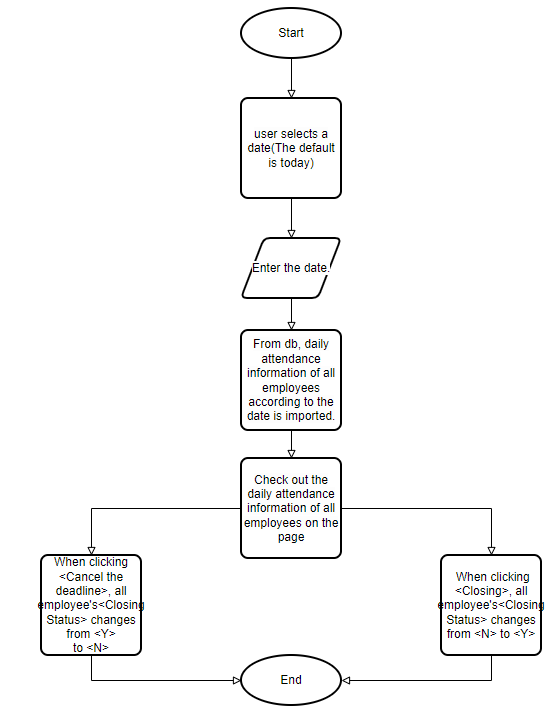 Start
user selects a
date(The default
is today)
Enter the date.
From db, daily
attendance
information of all
employees
according to the
date is imported.
Check out the
daily attendance
information of all
employees on the
page
When clicking
<Cancel the
deadline>, all
employee's<Closing
Status> changes
from <Y>
to <N>
When clicking
<Closing>, all
employee's<Closing
Status> changes
from <N> to <Y>
End